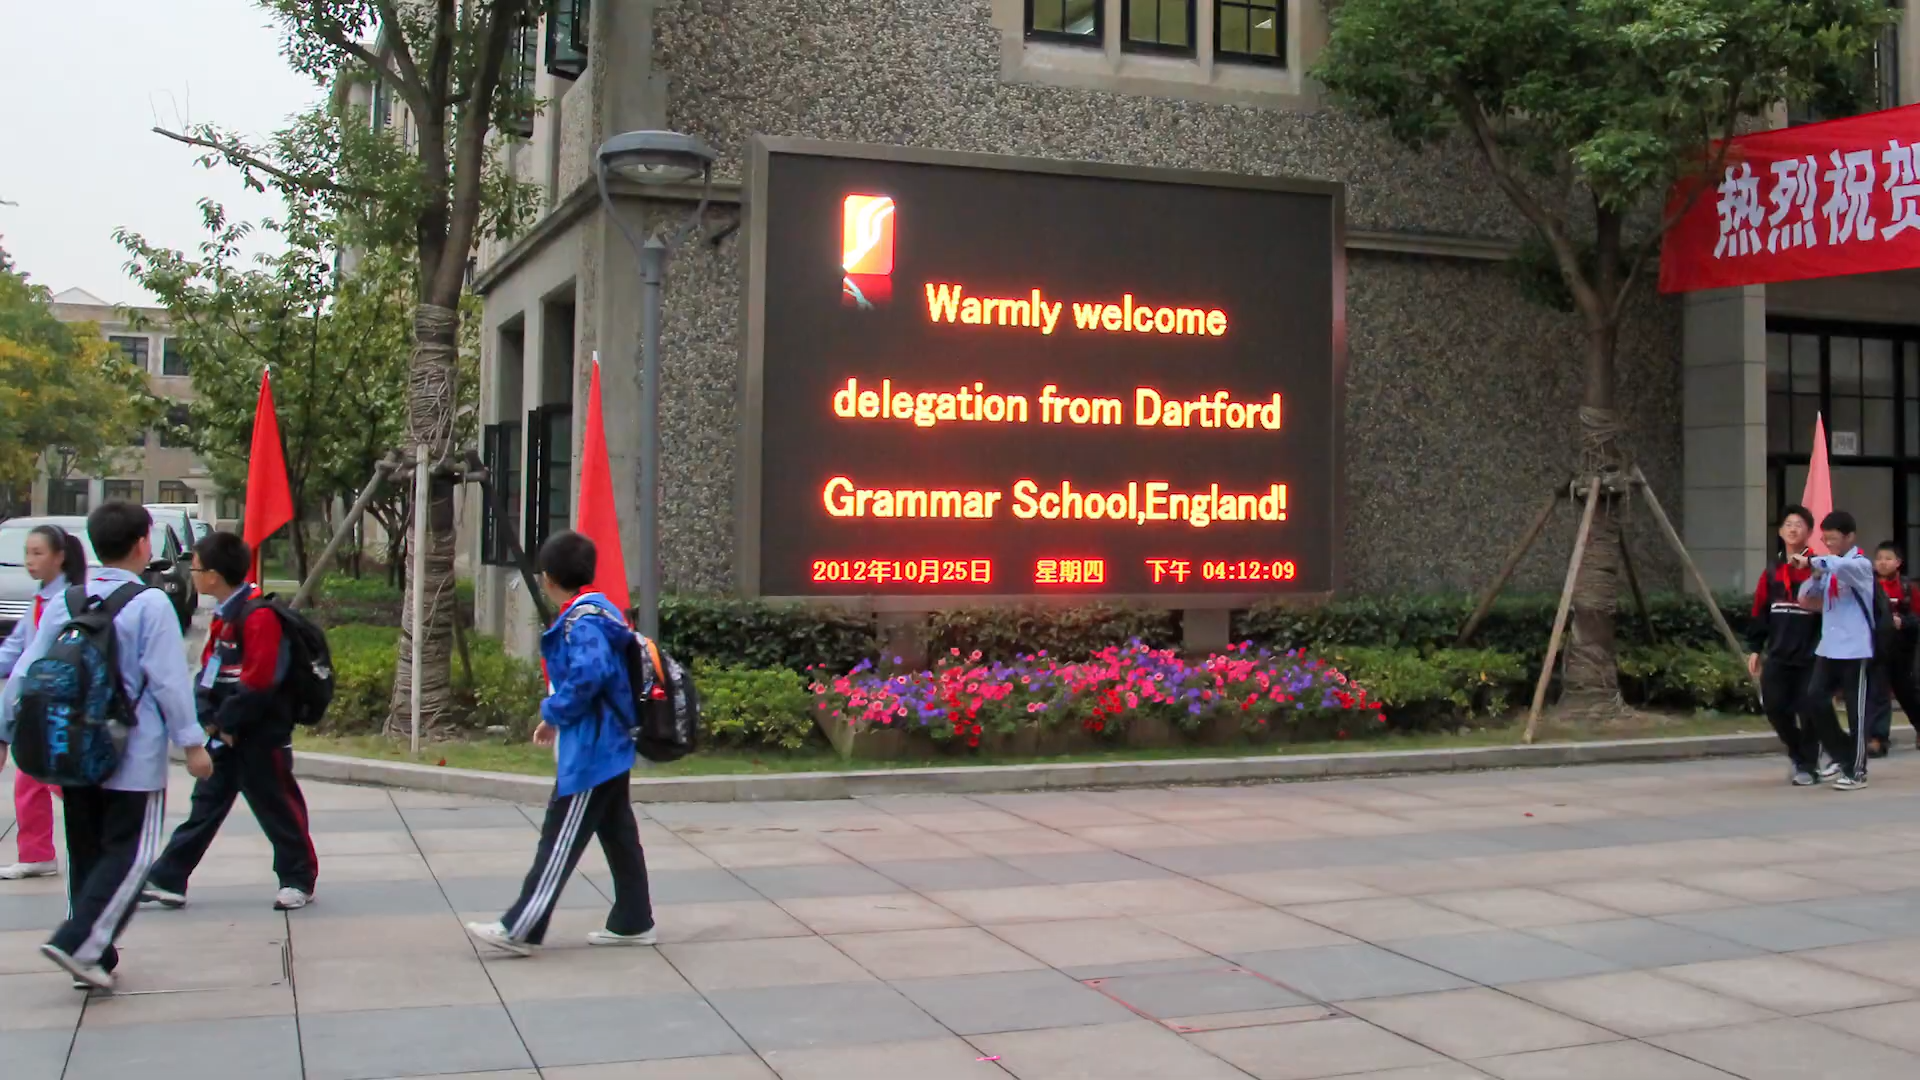 Warmly welcome
delegation from Dartford
Grammar School,England!
2012年10月25日 星期四 下午 04:12:09
热烈祝贺